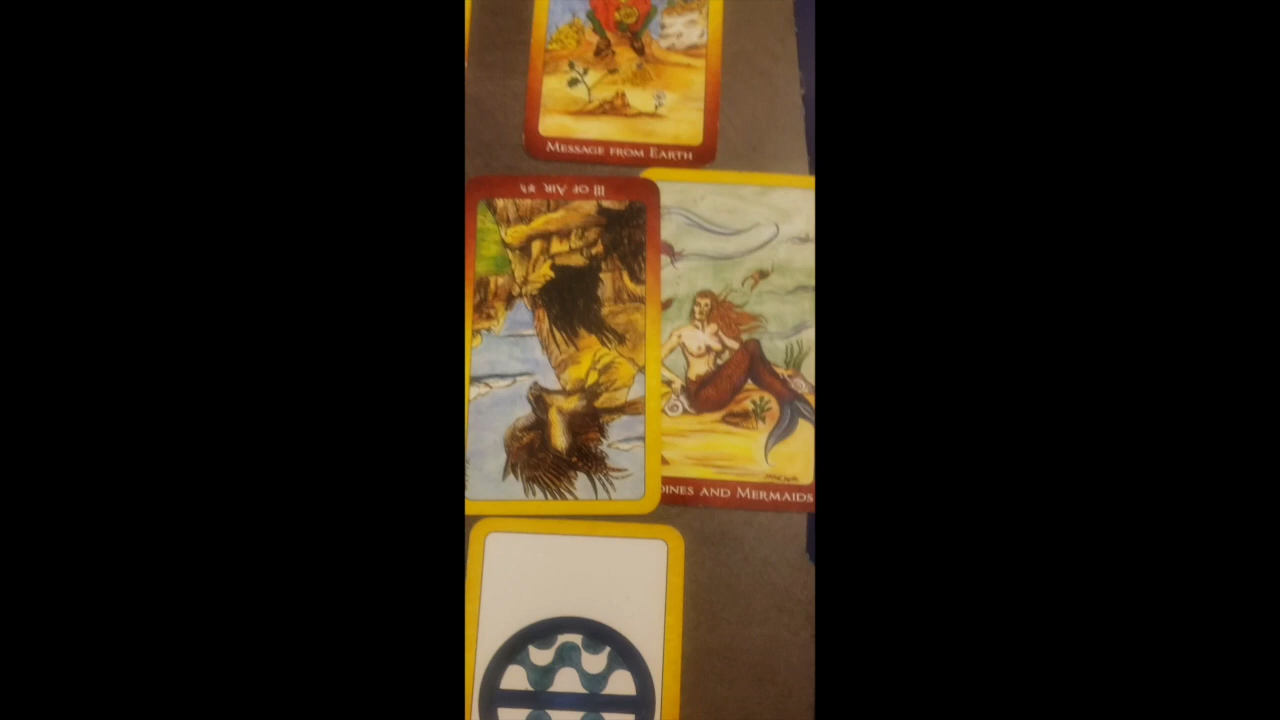 Message from Earth
III of Air
dines and Mermaids